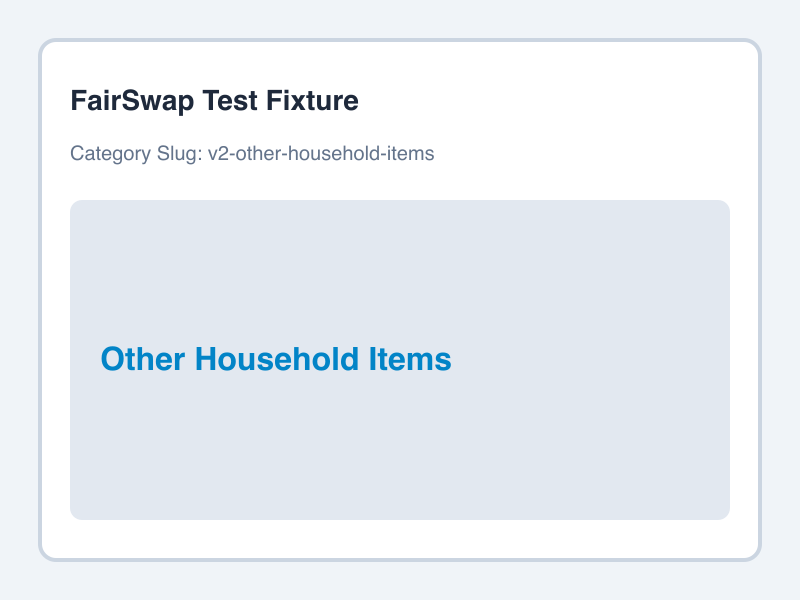 FairSwap Test Fixture
Category Slug: v2-other-household-items
Other Household Items